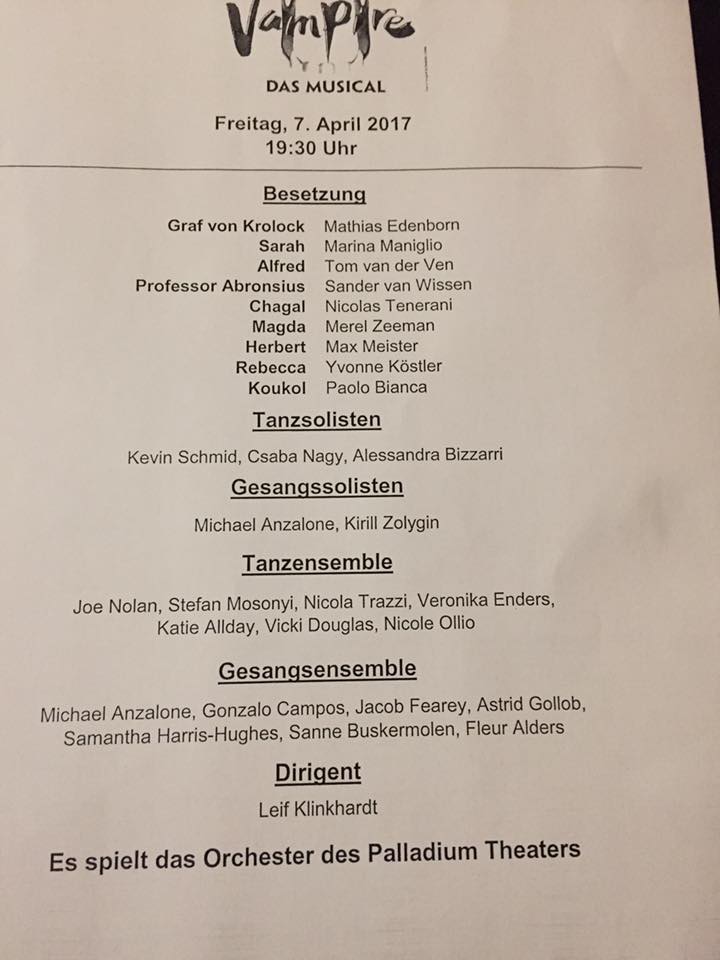 Vampire
DAS MUSICAL
Freitag, 7. April 2017
19:30 Uhr
Besetzung
Graf von Krolock Mathias Edenborn
Sarah Marina Maniglio
Alfred Tom van der Ven
Professor Abronsius Sander van Wissen
Chagal Nicolas Tenerani
Magda Merel Zeeman
Herbert Max Meister
Rebecca Yvonne Köstler
Koukol Paolo Bianca
Tanzsolisten
Kevin Schmid, Csaba Nagy, Alessandra Bizzarri
Gesangssolisten
Michael Anzalone, Kirill Zolygin
Tanzensemble
Joe Nolan, Stefan Mosonyi, Nicola Trazzi, Veronika Enders,
Katie Allday, Vicki Douglas, Nicole Ollio
Gesangsensemble
Michael Anzalone, Gonzalo Campos, Jacob Fearey, Astrid Gollob,
Samantha Harris-Hughes, Sanne Buskermolen, Fleur Alders
Dirigent
Leif Klinkhardt
Es spielt das Orchester des Palladium Theaters